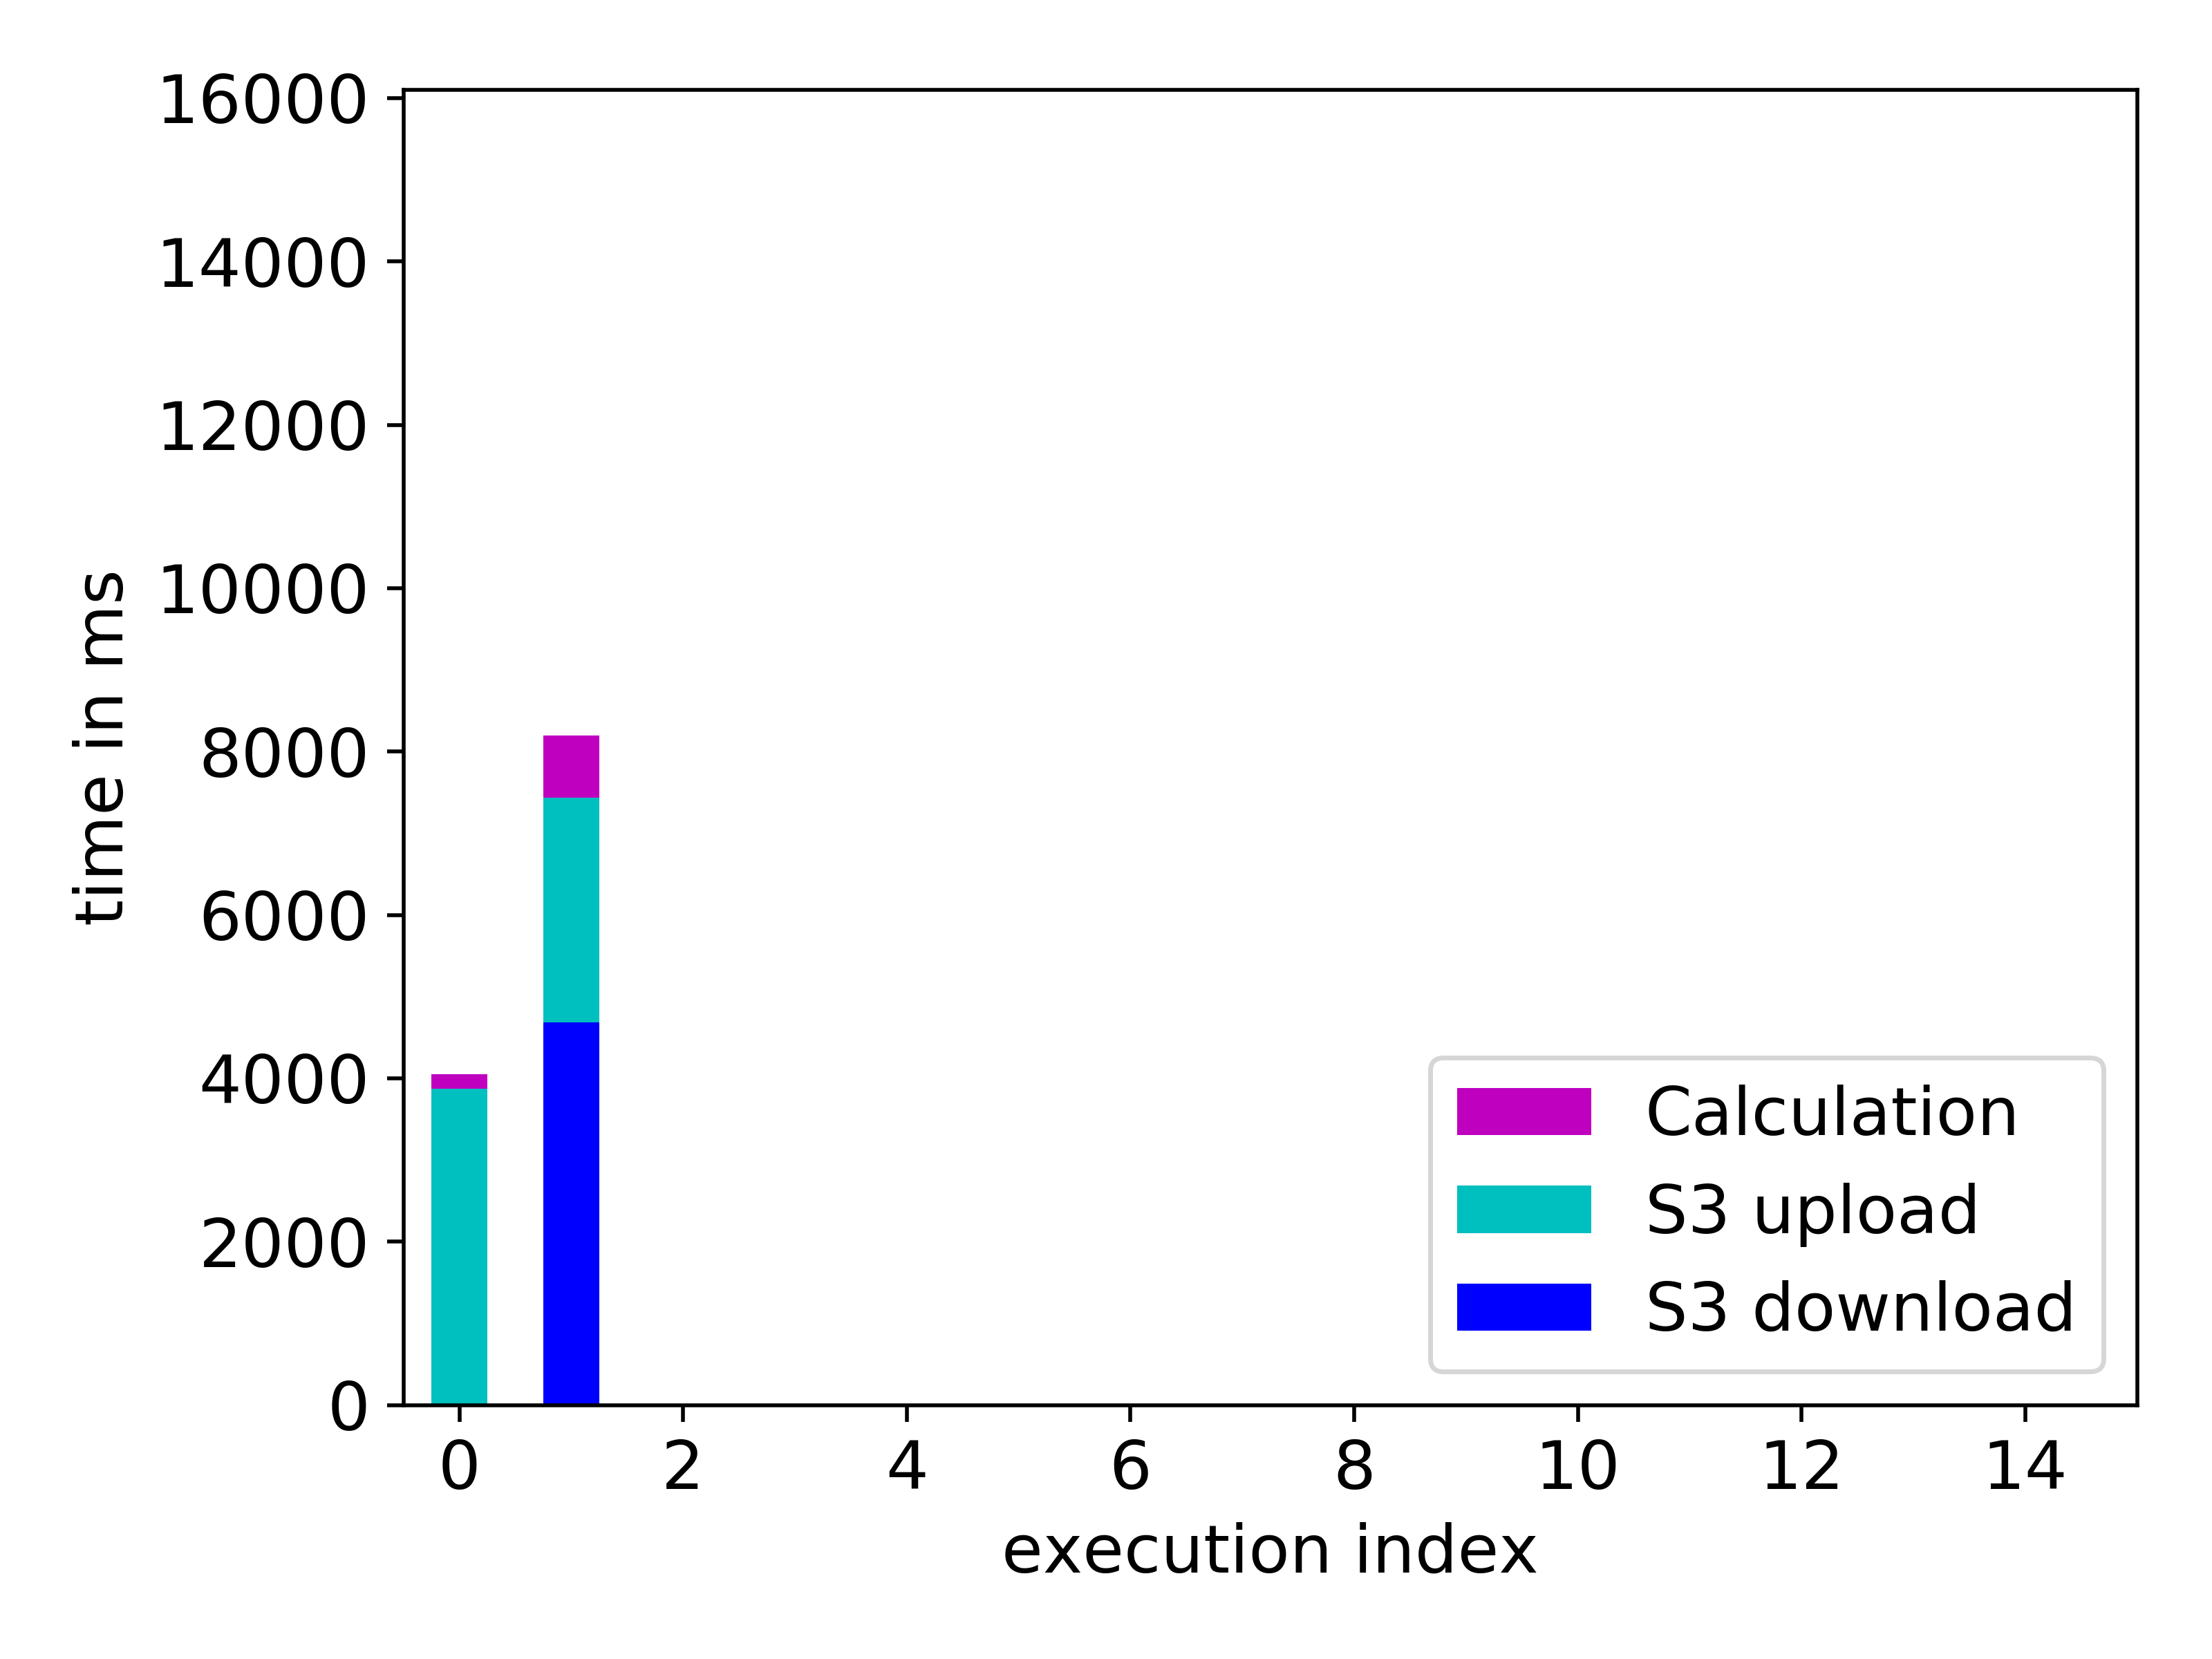 16000
14000
12000
10000
8000
6000
4000
2000
0
time in ms
Calculation
S3 upload
S3 download
0 2 4 6 8 10 12 14
execution index